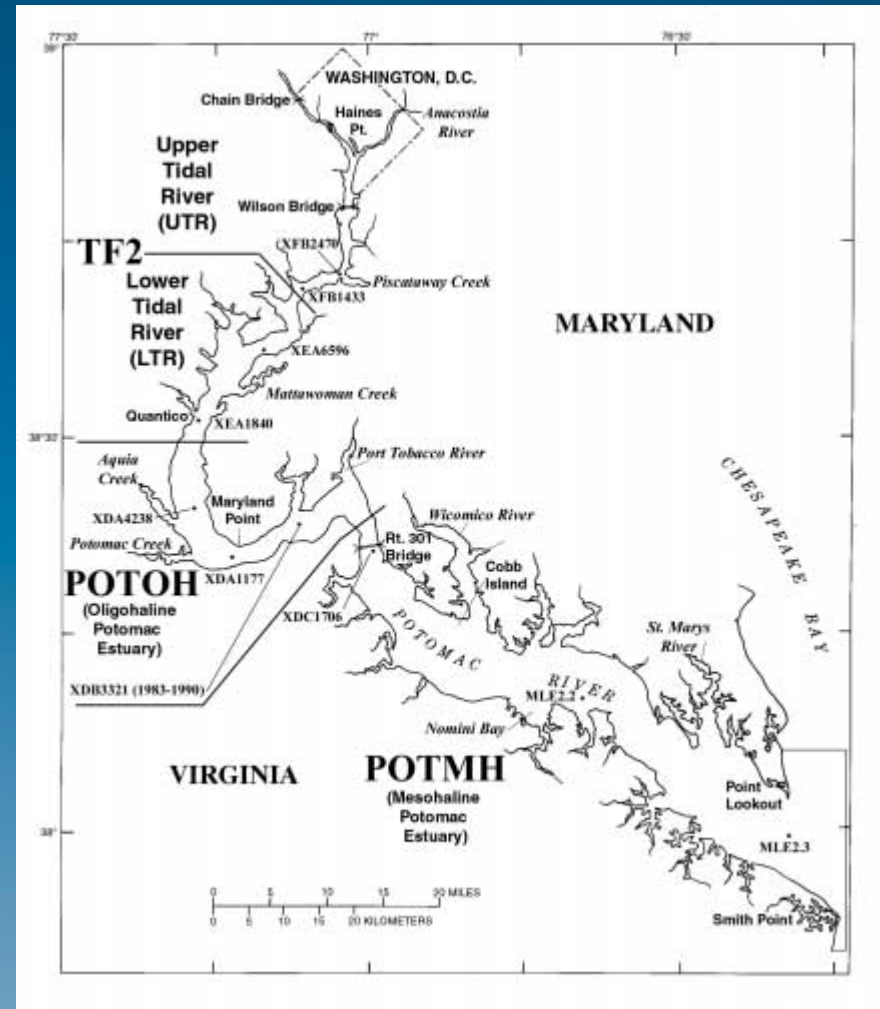 77°30'
77°
76°30'
39°
WASHINGTON, D.C.
Chain Bridge
Haines
Pt.
Anacostia
River
Upper
Tidal
River
(UTR)
Wilson Bridge
TF2
XFB2470
Piscataway Creek
XFB1433
Lower
Tidal
River
(LTR)
MARYLAND
XEA6596
Mattawoman Creek
Quantico
XEA1840
38°30'
Aquia
Creek
Port Tobacco River
Maryland
Point
XDA4238
Wicomico River
Potomac Creek
Rt. 301
Bridge
XDA1177
Cobb
Island
CHESAPEAKE BAY
POTOH
(Oligohaline
Potomac
Estuary)
XDC1706
POTOMAC
RIVER
St. Marys
River
XDB3321 (1983-1990)
MLE2.2
Nomini Bay
VIRGINIA
POTMH
(Mesohaline
Potomac
Estuary)
Point
Lookout
38°
MLE2.3
0 5 10 15 20 MILES
0 5 10 15 20 KILOMETERS
Smith Point